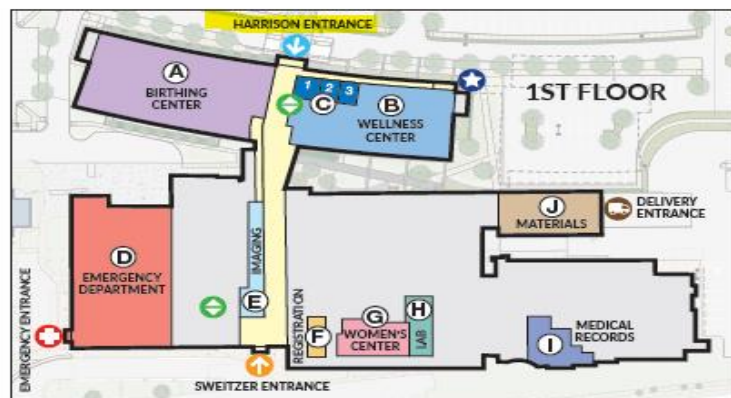 HARRISON ENTRANCE
A
BIRTHING
CENTER
1 2 3
C
B
WELLNESS
CENTER
1ST FLOOR
J
MATERIALS
DELIVERY
ENTRANCE
D
EMERGENCY
DEPARTMENT
IMAGING
E
EMERGENCY ENTRANCE
REGISTRATION
F
G
WOMEN'S
CENTER
H
LAB
I
MEDICAL
RECORDS
SWEITZER ENTRANCE